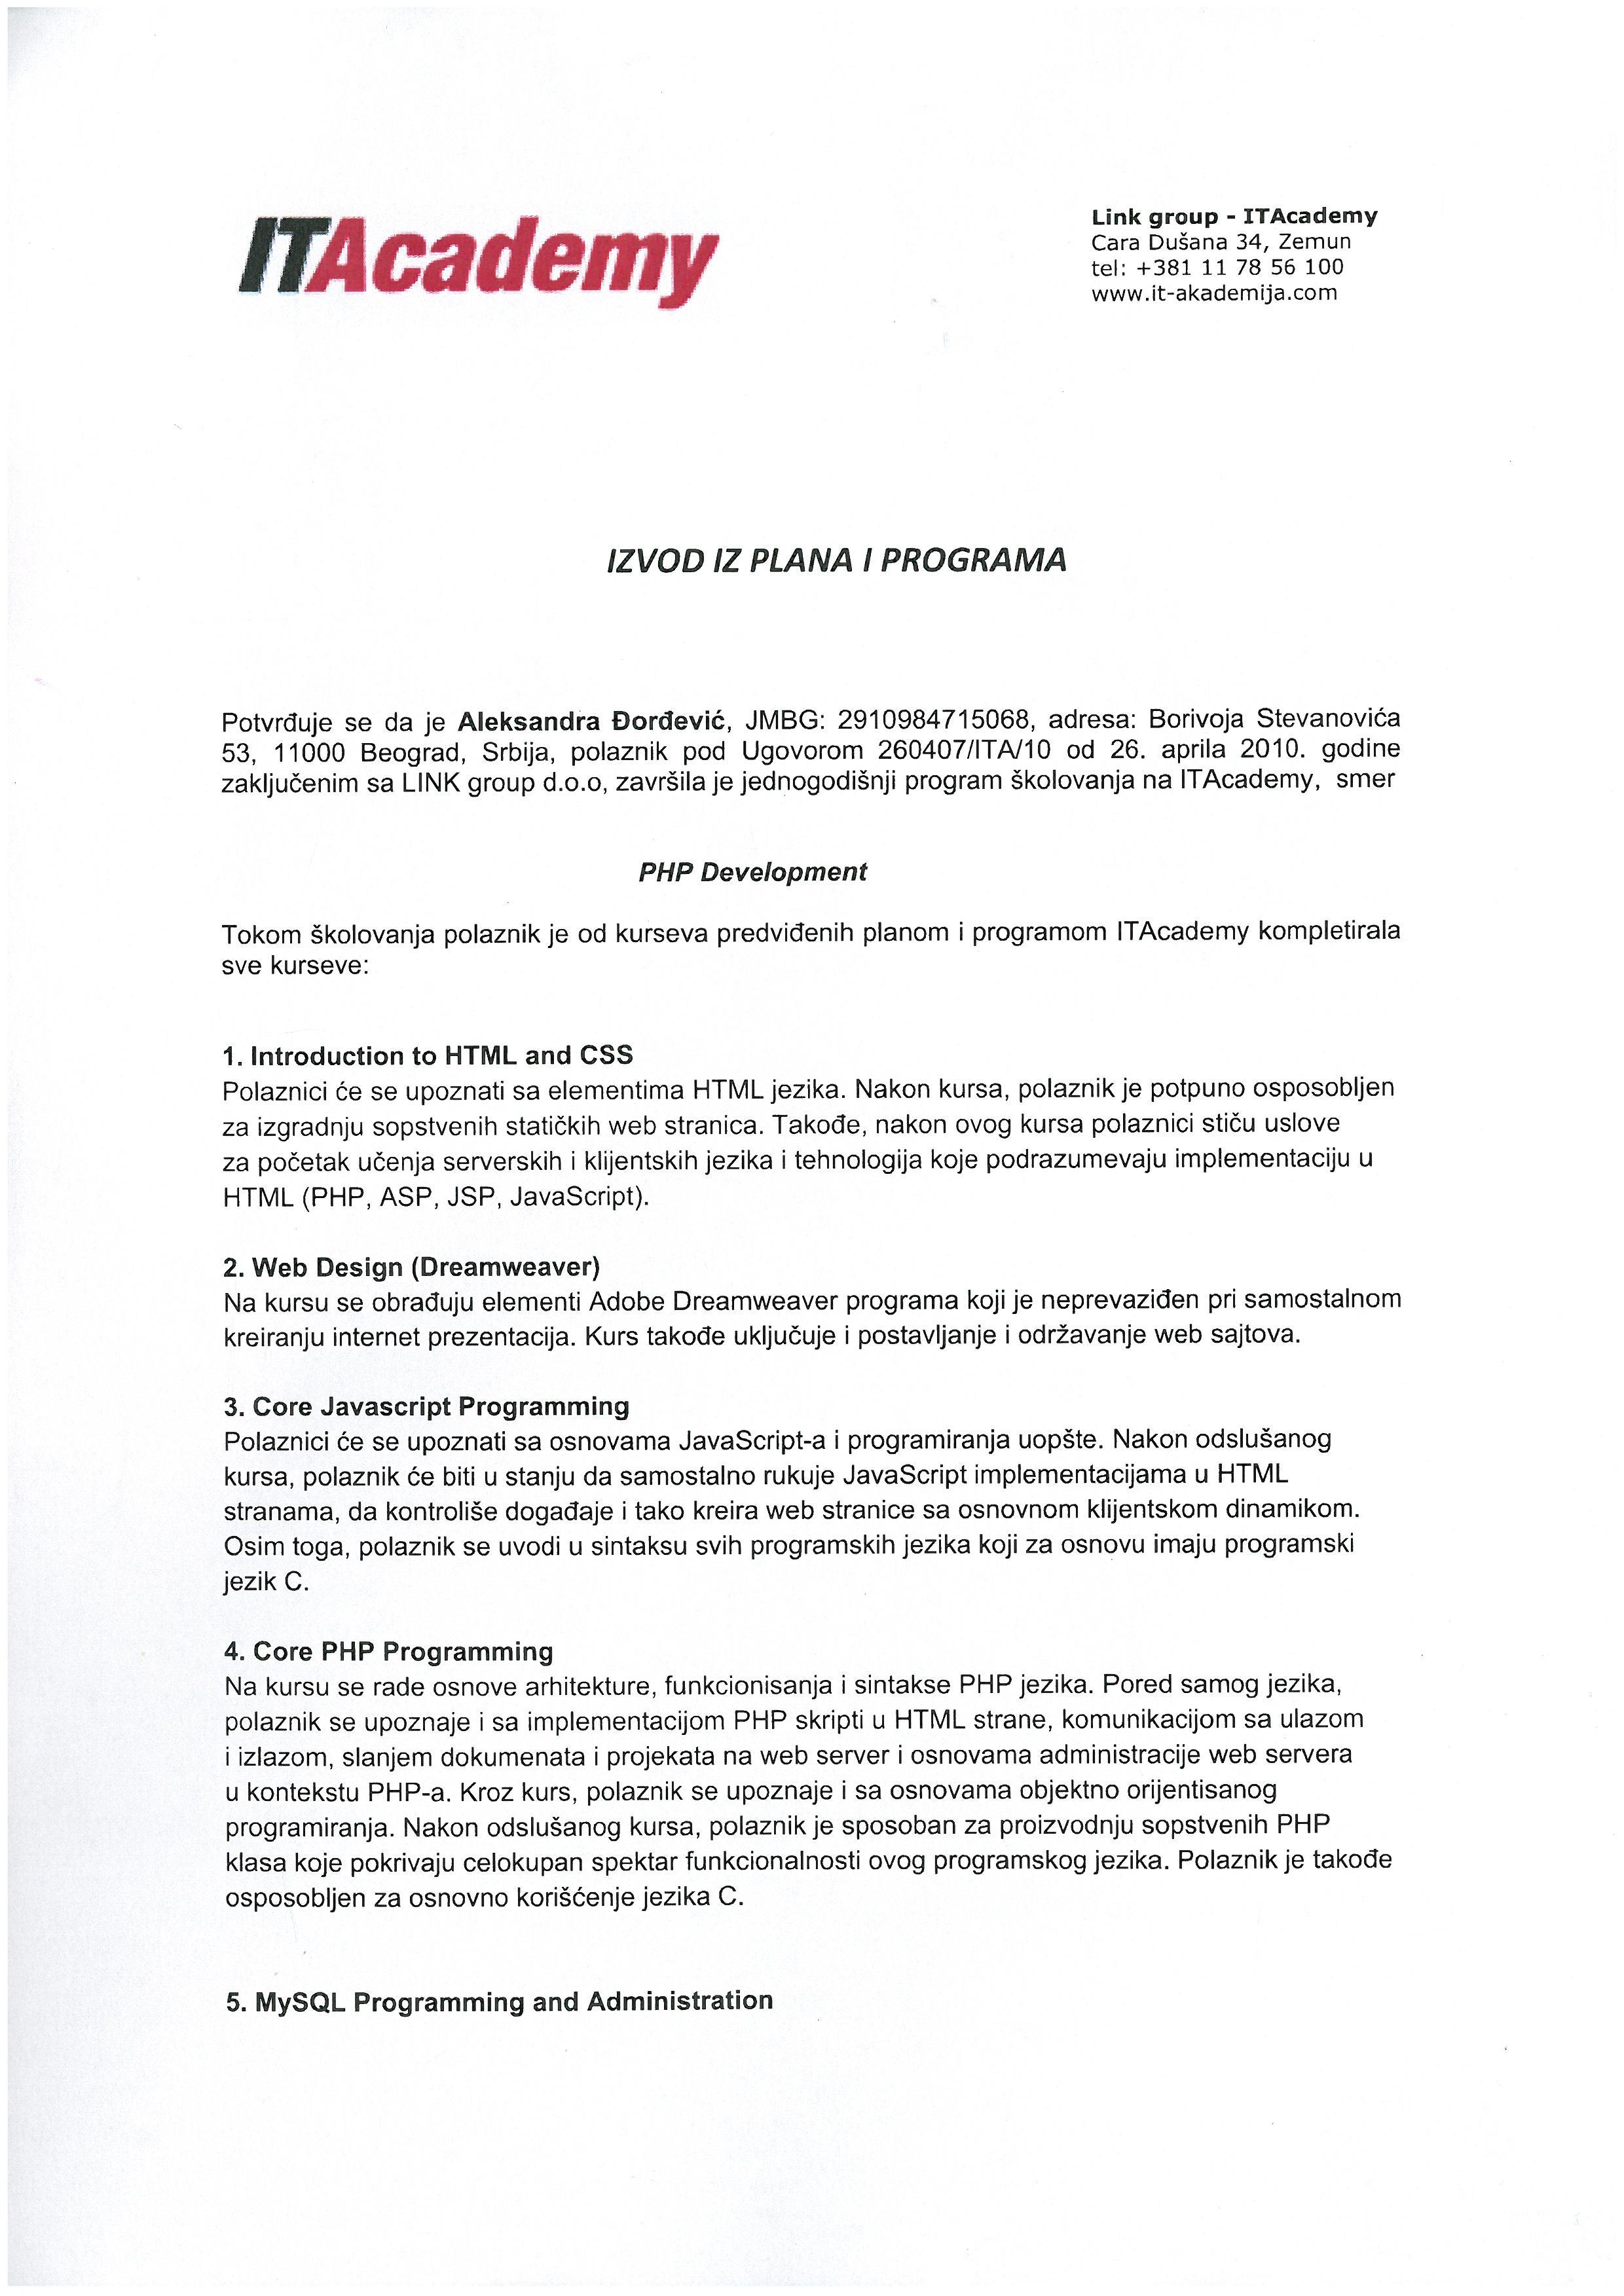 ITAcademy
Link group - ITAcademy
Cara Dušana 34, Zemun
tel: +381 11 78 56 100
www.it-akademija.com
IZVOD IZ PLANA I PROGRAMA
Potvrđuje se da je Aleksandra Đorđević, JMBG: 2910984715068, adresa: Borivoja Stevanovića
53, 11000 Beograd, Srbija, polaznik pod Ugovorom 260407/ITA/10 od 26. aprila 2010. godine
zaključenim sa LINK group d.o.o, završila je jednogodišnji program školovanja na ITAcademy, smer
PHP Development
Tokom školovanja polaznik je od kurseva predviđenih planom i programom ITAcademy kompletirala
sve kurseve:
1. Introduction to HTML and CSS
Polaznici će se upoznati sa elementima HTML jezika. Nakon kursa, polaznik je potpuno osposobljen
za izgradnju sopstvenih statičkih web stranica. Takođe, nakon ovog kursa polaznici stiču uslove
za početak učenja serverskih i klijentskih jezika i tehnologija koje podrazumevaju implementaciju u
HTML (PHP, ASP, JSP, JavaScript).
2. Web Design (Dreamweaver)
Na kursu se obrađuju elementi Adobe Dreamweaver programa koji je neprevaziđen pri samostalnom
kreiranju internet prezentacija. Kurs takođe uključuje i postavljanje i održavanje web sajtova.
3. Core Javascript Programming
Polaznici će se upoznati sa osnovama JavaScript-a i programiranja uopšte. Nakon odslušanog
kursa, polaznik će biti u stanju da samostalno rukuje JavaScript implementacijama u HTML
stranama, da kontroliše događaje i tako kreira web stranice sa osnovnom klijentskom dinamikom.
Osim toga, polaznik se uvodi u sintaksu svih programskih jezika koji za osnovu imaju programski
jezik C.
4. Core PHP Programming
Na kursu se rade osnove arhitekture, funkcionisanja i sintakse PHP jezika. Pored samog jezika,
polaznik se upoznaje i sa implementacijom PHP skripti u HTML strane, komunikacijom sa ulazom
i izlazom, slanjem dokumenata i projekata na web server i osnovama administracije web servera
u kontekstu PHP-a. Kroz kurs, polaznik se upoznaje i sa osnovama objektno orijentisanog
programiranja. Nakon odslušanog kursa, polaznik je sposoban za proizvodnju sopstvenih PHP
klasa koje pokrivaju celokupan spektar funkcionalnosti ovog programskog jezika. Polaznik je takođe
osposobljen za osnovno korišćenje jezika C.
5. MySQL Programming and Administration